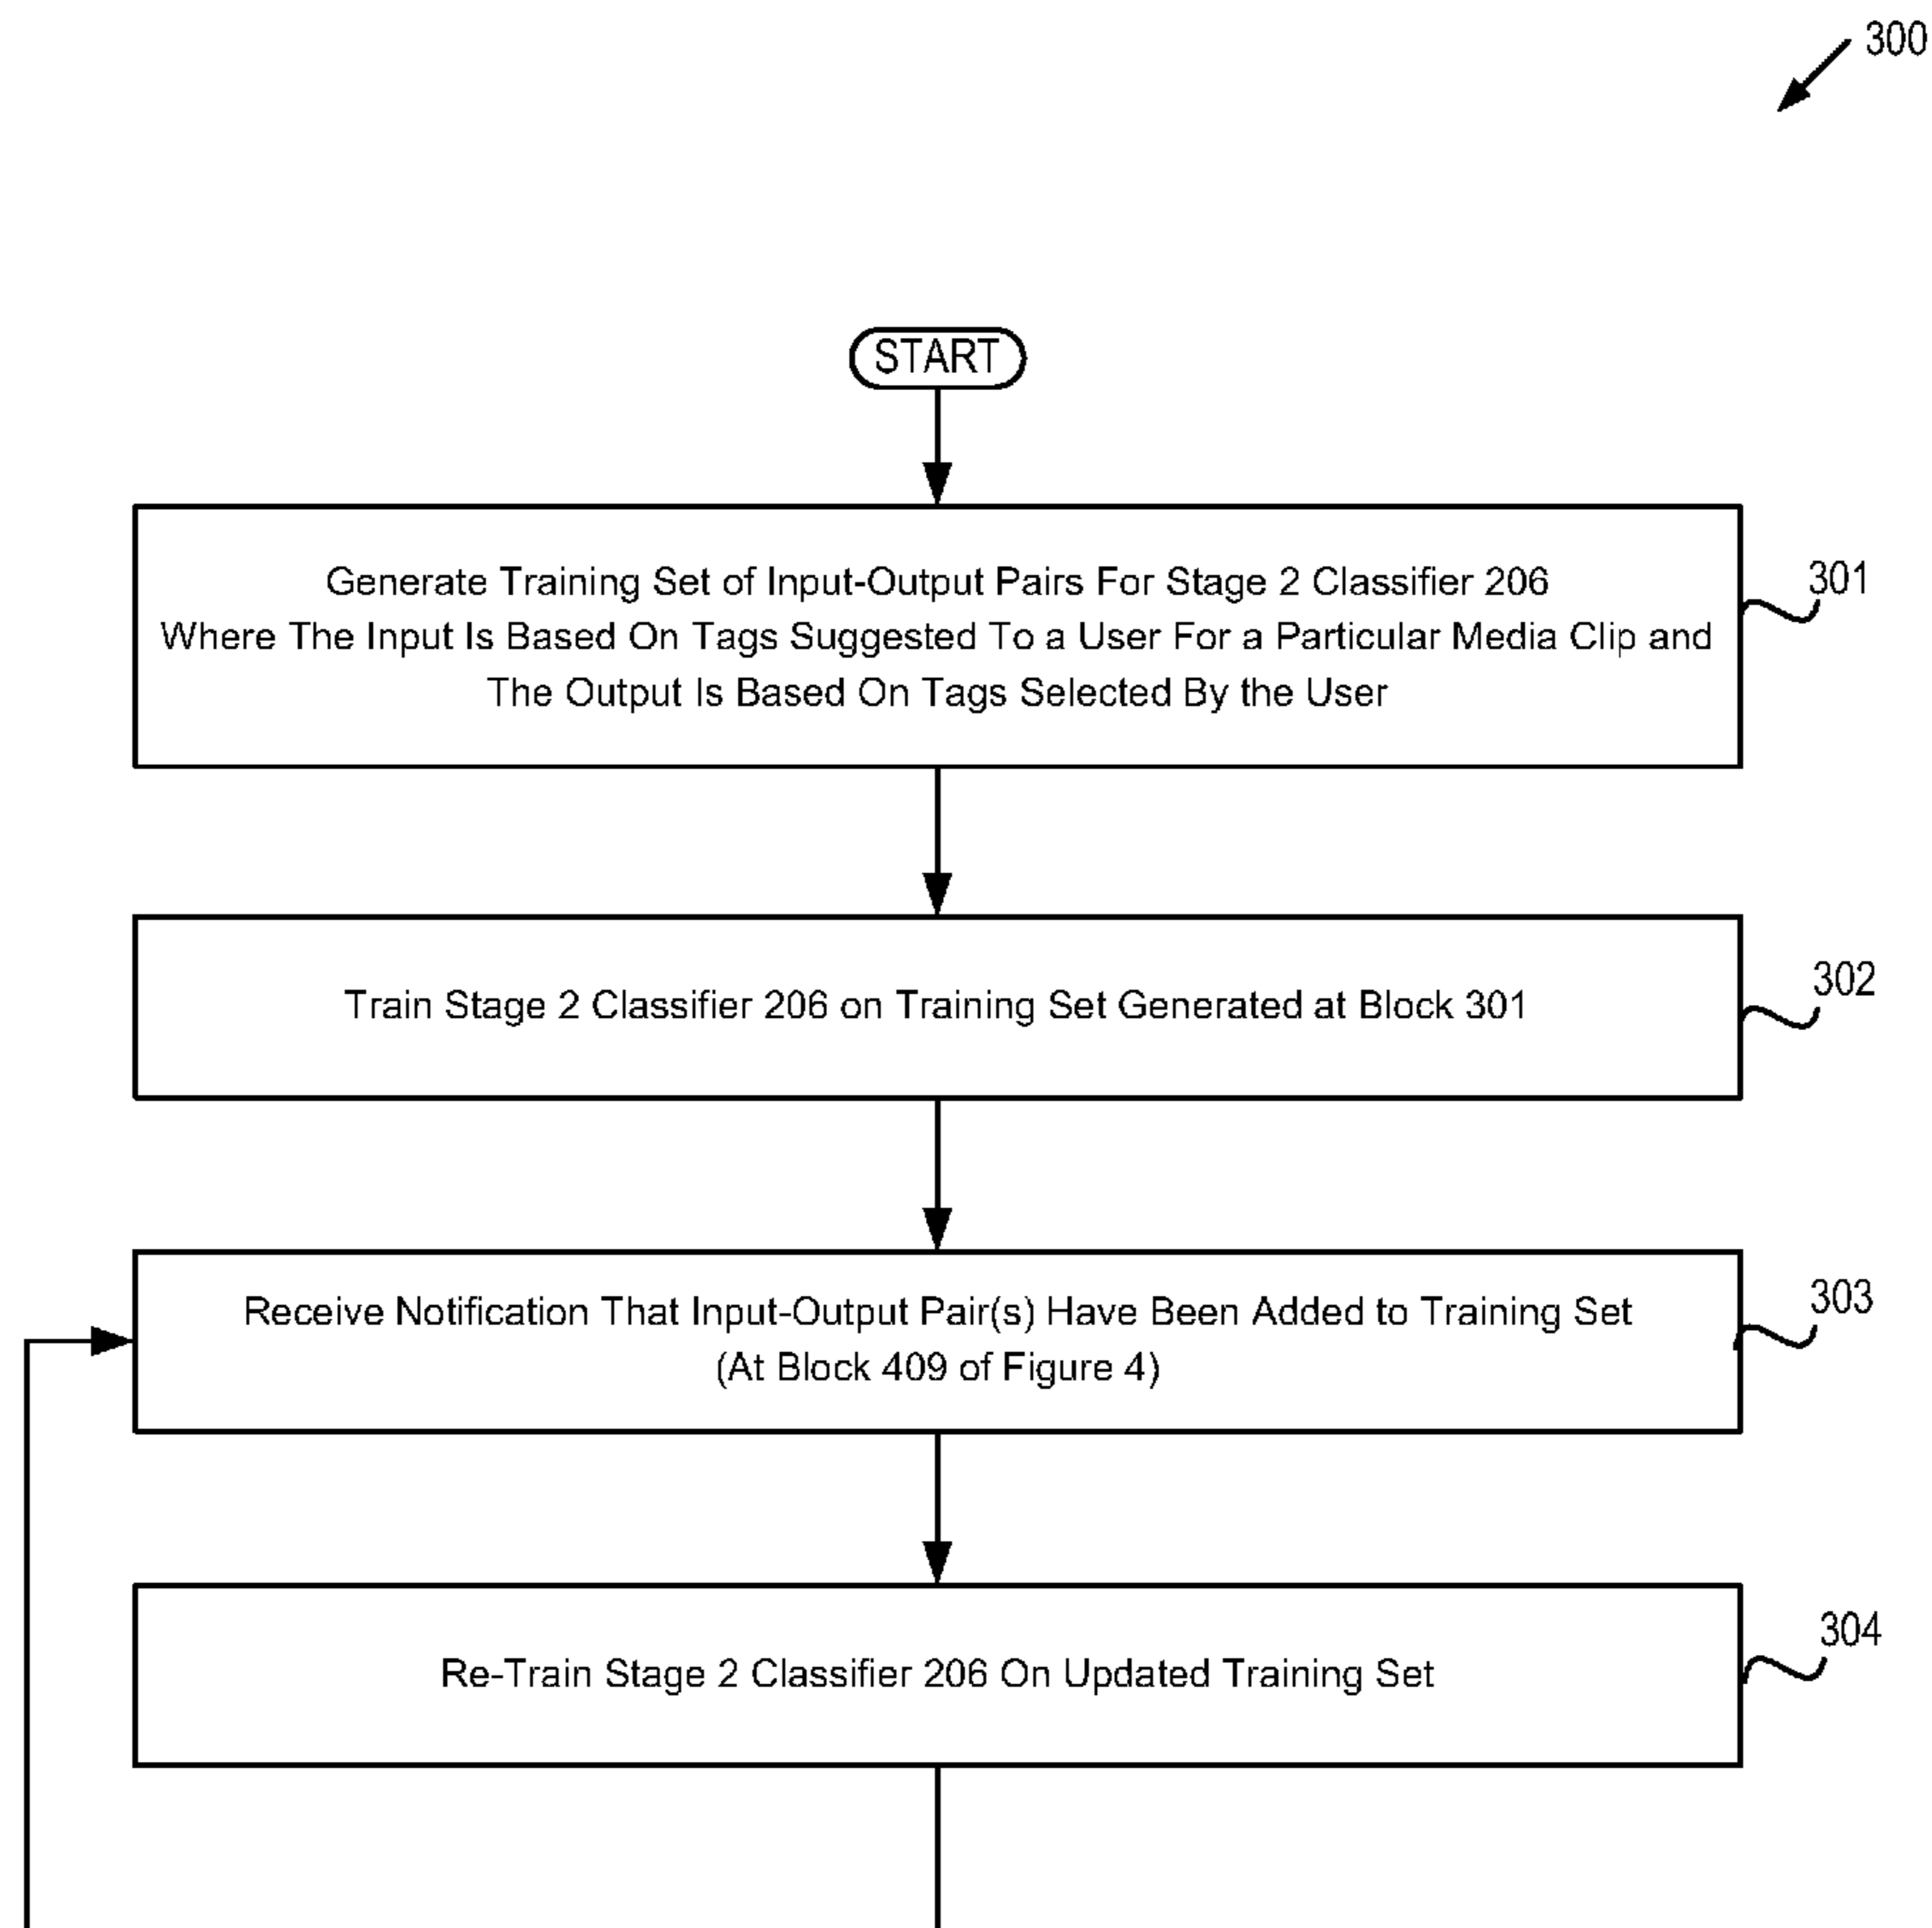 300
START
Generate Training Set of Input-Output Pairs For Stage 2 Classifier 206
Where The Input Is Based On Tags Suggested To a User For a Particular Media Clip and
The Output Is Based On Tags Selected By the User
301
Train Stage 2 Classifier 206 on Training Set Generated at Block 301
302
Receive Notification That Input-Output Pair(s) Have Been Added to Training Set
(At Block 409 of Figure 4)
303
Re-Train Stage 2 Classifier 206 On Updated Training Set
304